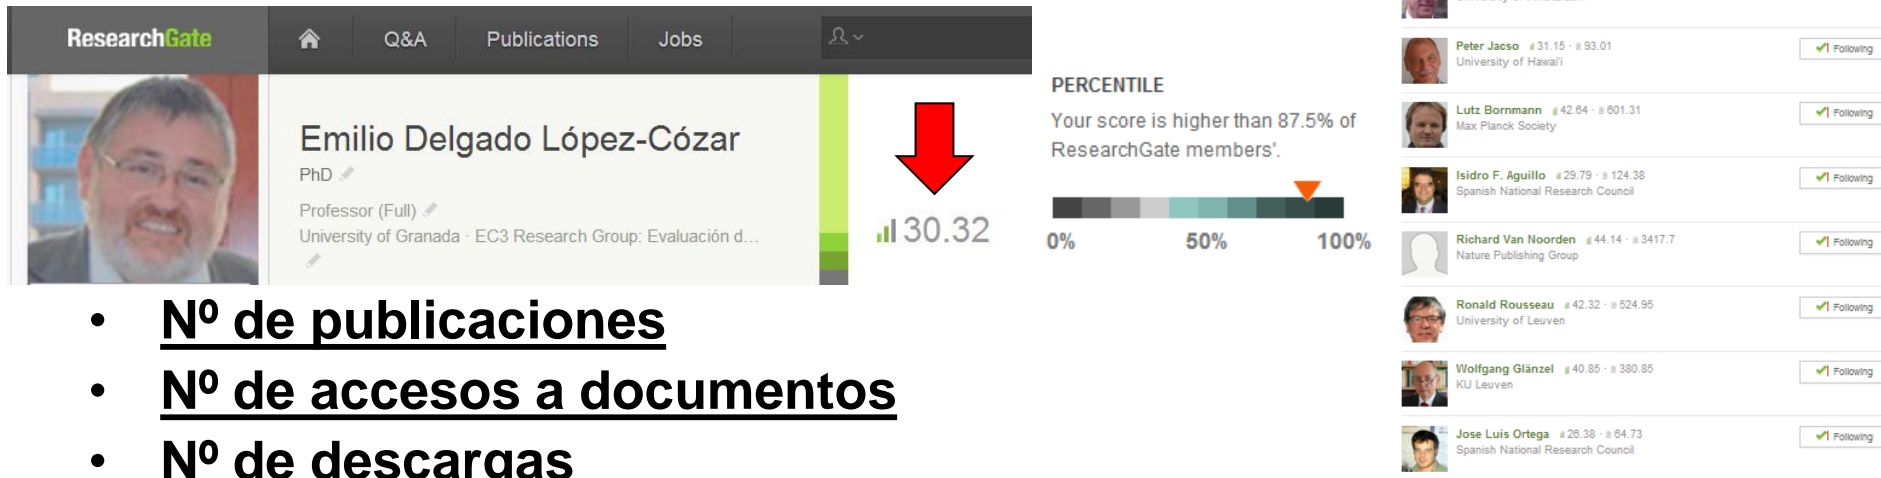 ResearchGate
Q&A
Publications
Jobs
Emilio Delgado López-Cózar
PhD
Professor (Full)
University of Granada · EC3 Research Group: Evaluación d...
30.32
PERCENTILE
Your score is higher than 87.5% of
ResearchGate members'.
0% 50% 100%
Peter Jacso 31.15 · 93.01
University of Hawai'i
Following
Lutz Bornmann 42.64 · 601.31
Max Planck Society
Following
Isidro F. Aguillo 29.79 · 124.38
Spanish National Research Council
Following
Richard Van Noorden 44.14 · 3417.7
Nature Publishing Group
Following
Ronald Rousseau 42.32 · 524.95
University of Leuven
Following
Wolfgang Glänzel 40.85 · 380.85
KU Leuven
Following
Jose Luis Ortega 26.38 · 64.73
Spanish National Research Council
Following
• Nº de publicaciones
• Nº de accesos a documentos
• Nº de descargas